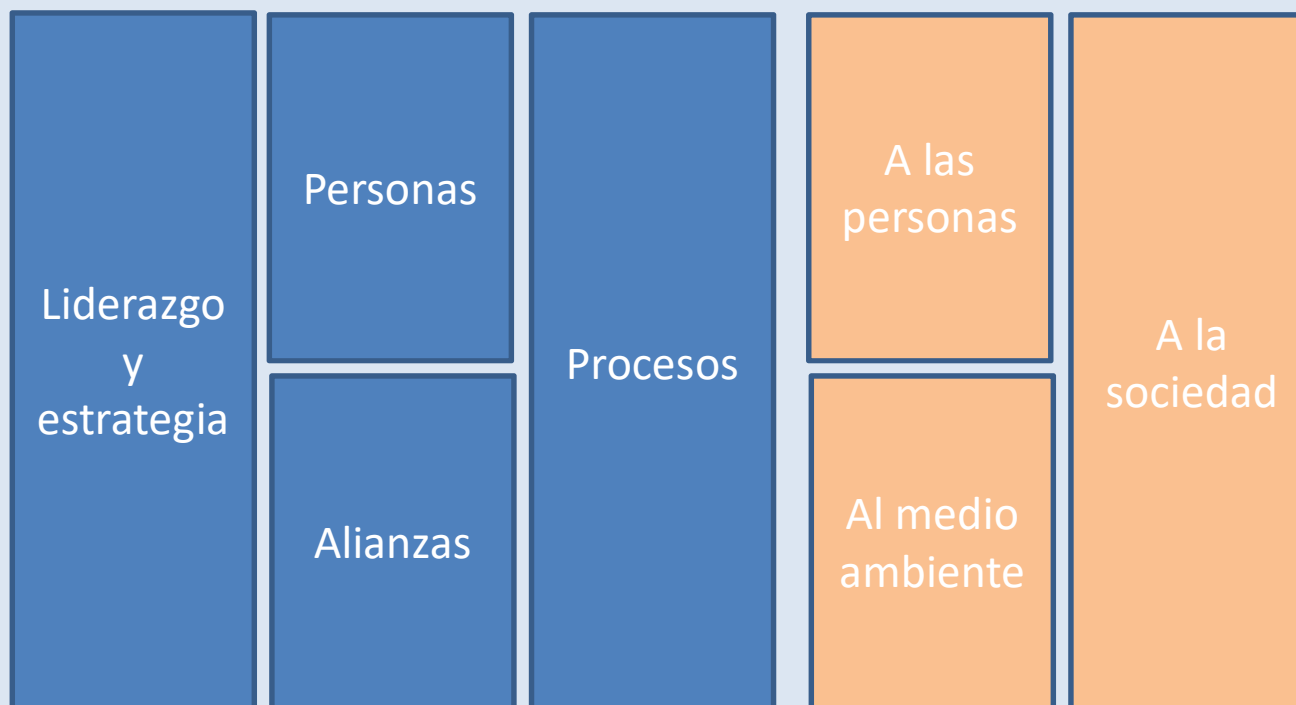 Liderazgo
y
estrategia
Personas
Alianzas
Procesos
A las
personas
Al medio
ambiente
A la
sociedad